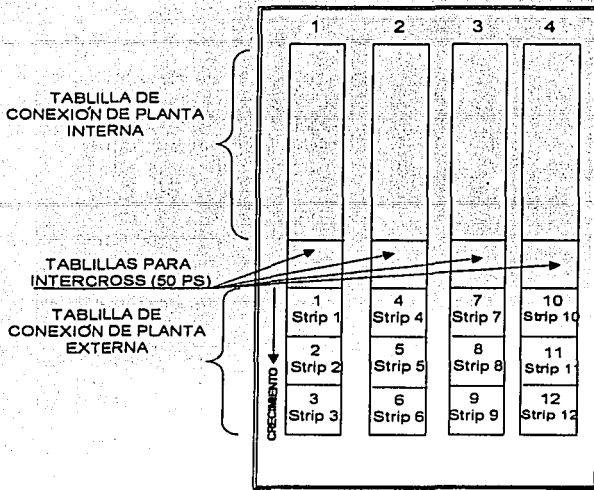 1 2 3 4
TABLILLA DE
CONEXIÓN DE PLANTA
INTERNA
TABLILLAS PARA
INTERCROSS (50 PS)
TABLILLA DE
CONEXIÓN DE PLANTA
EXTERNA
CRECIMIENTO
1 4 7 10
Strip 1 Strip 4 Strip 7 Strip 10
2 5 8 11
Strip 2 Strip 5 Strip 8 Strip 11
3 6 9 12
Strip 3 Strip 6 Strip 9 Strip 12